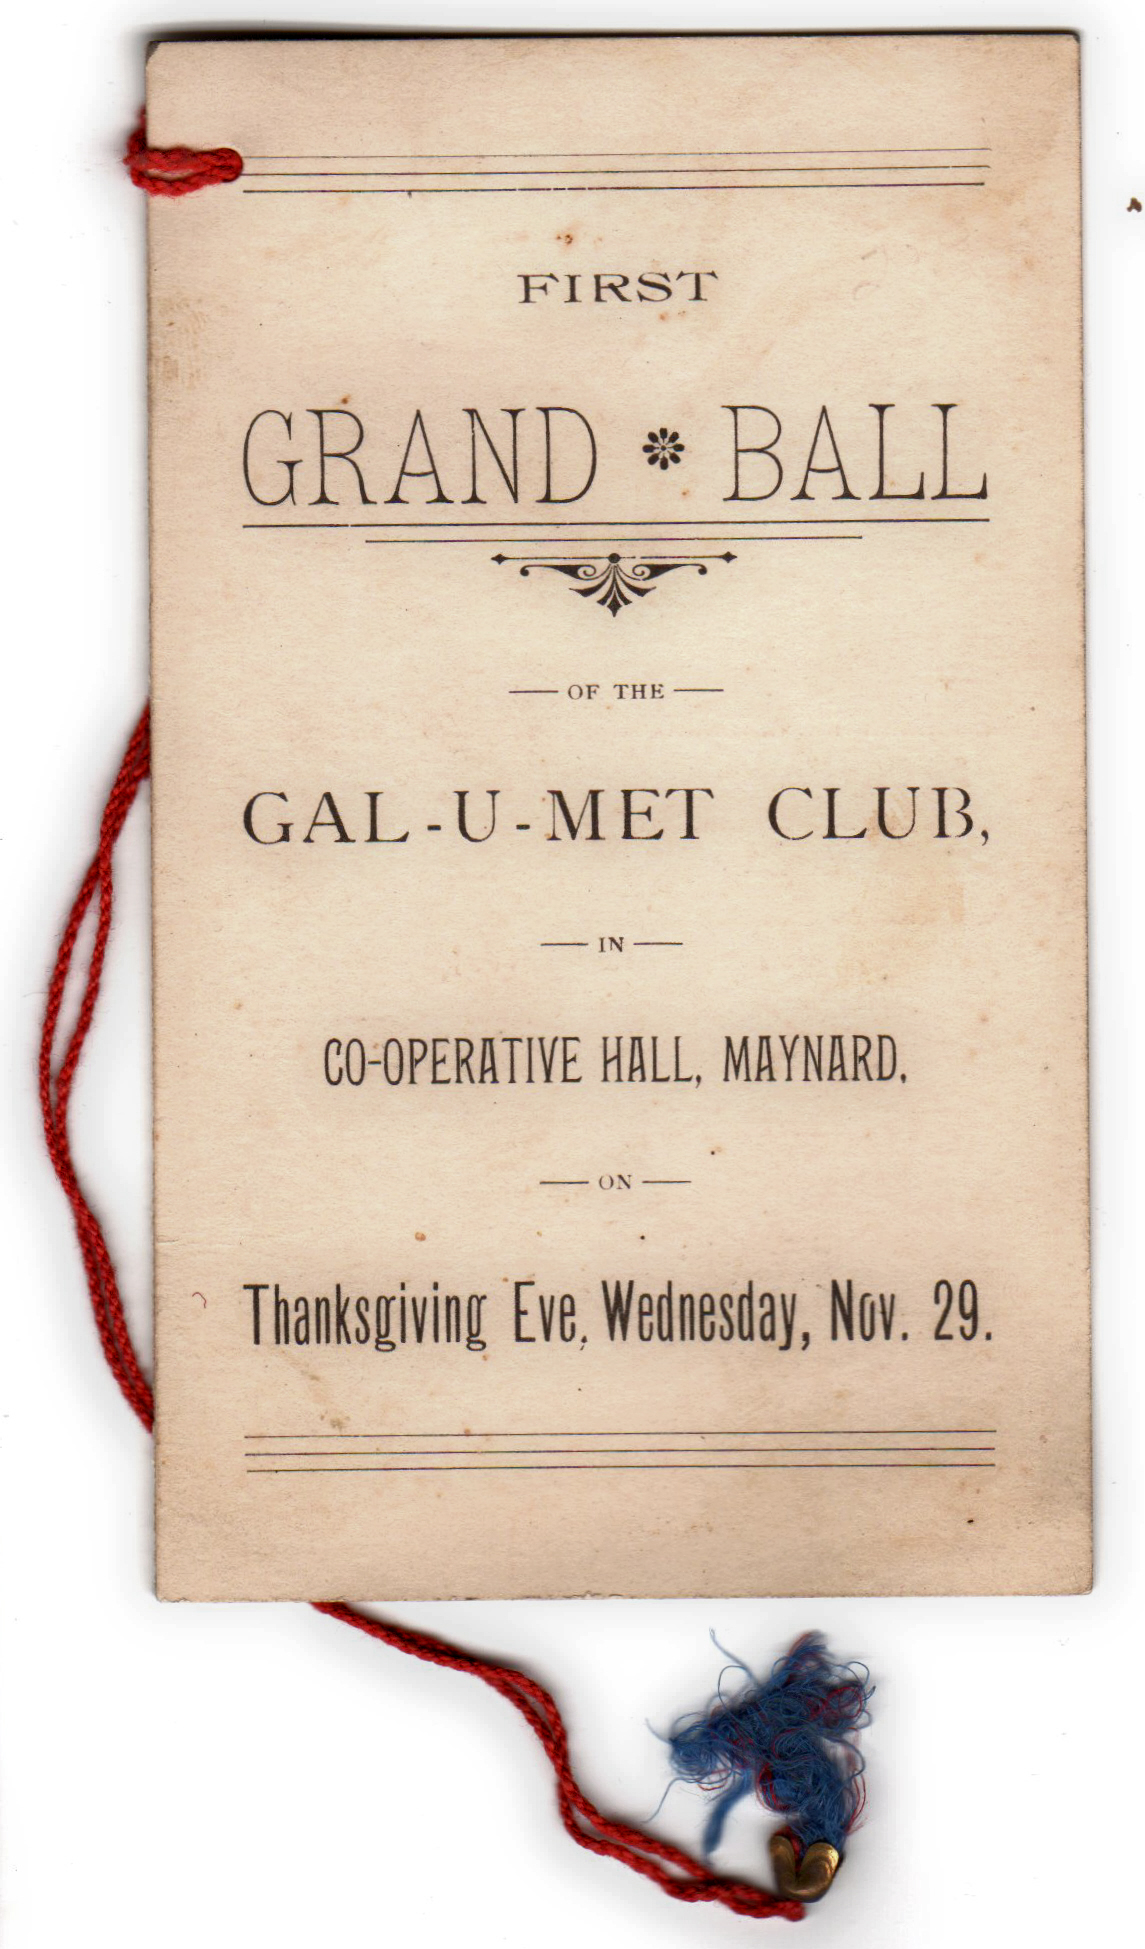 FIRST
GRAND BALL
OF THE
GAL-U-MET CLUB,
IN
CO-OPERATIVE HALL, MAYNARD.
ON
Thanksgiving Eve, Wednesday, Nov. 29.